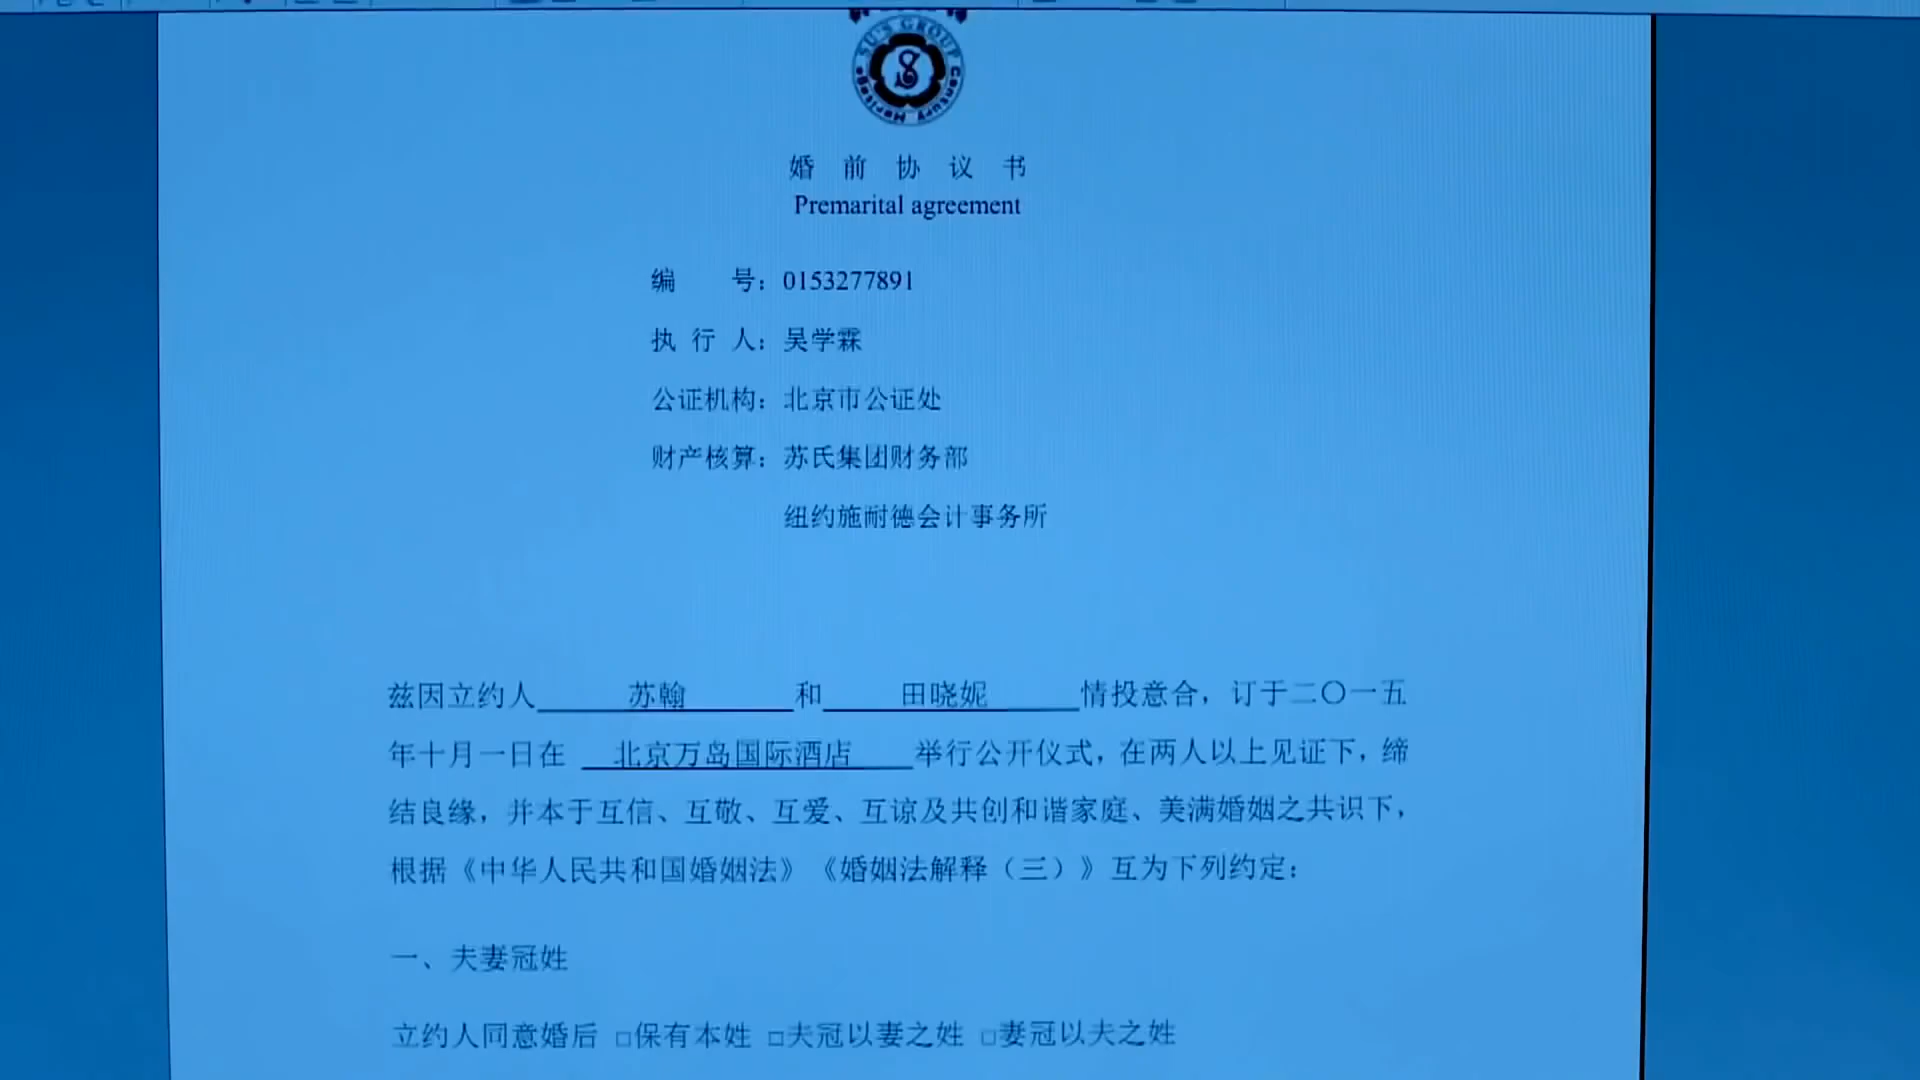 SU'S GROUP
Century Heritage
S
婚前协议书
Premarital agreement
编 号：0153277891
执 行 人：吴学霖
公证机构：北京市公证处
财产核算：苏氏集团财务部
纽约施耐德会计事务所
兹因立约人 苏翰 和 田晓妮 情投意合，订于二〇一五
年十月一日在 北京万岛国际酒店 举行公开仪式，在两人以上见证下，缔
结良缘，并本于互信、互敬、互爱、互谅及共创和谐家庭、美满婚姻之共识下，
根据《中华人民共和国婚姻法》《婚姻法解释（三）》互为下列约定：
一、夫妻冠姓
立约人同意婚后 □保有本姓 □夫冠以妻之姓 □妻冠以夫之姓